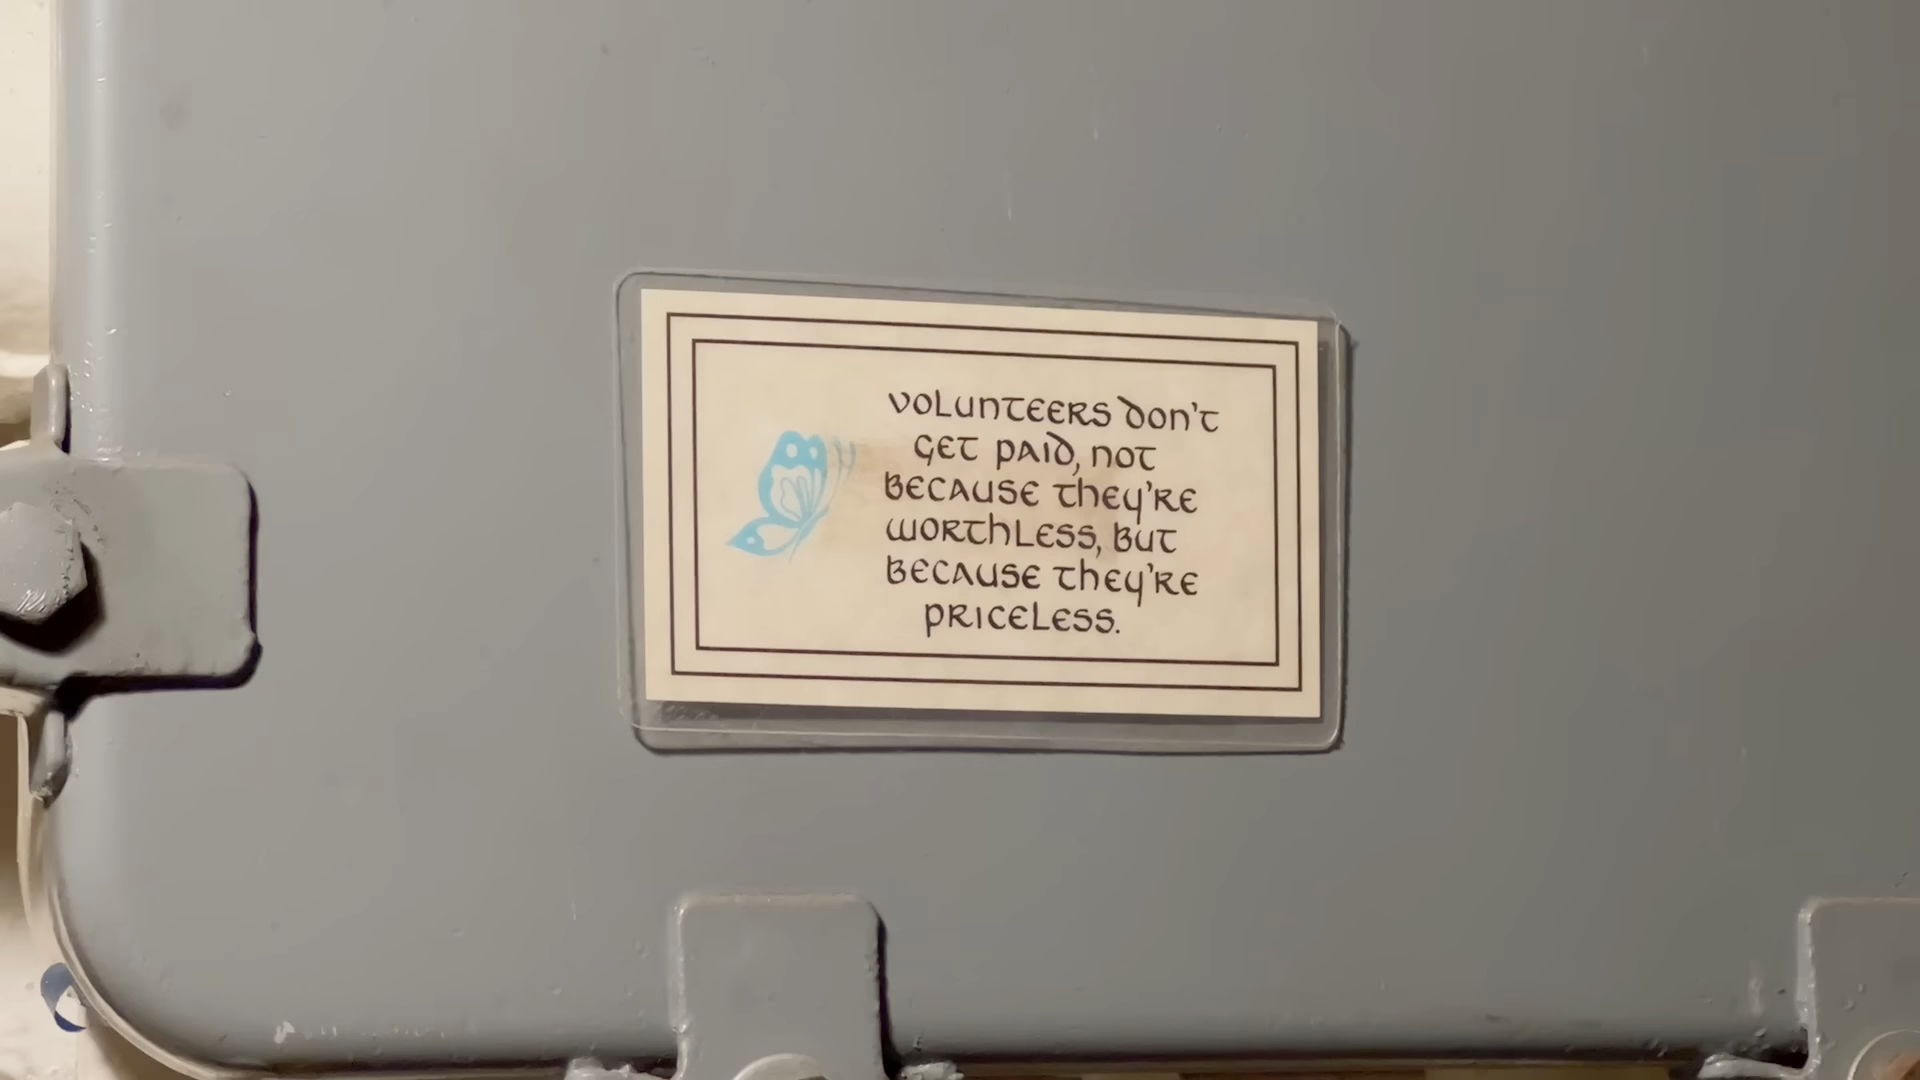 VOLUNTEERS DON'T
GET PAID, NOT
BECAUSE THEY'RE
WORTHLESS, BUT
BECAUSE THEY'RE
PRICELESS.